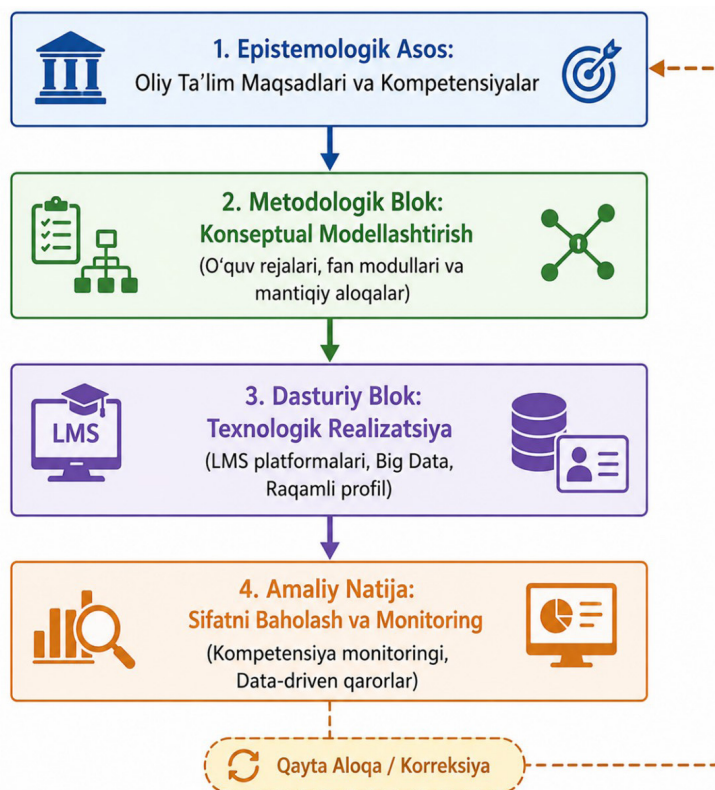 1. Epistemologik Asos:
Oliy Ta’lim Maqsadlari va Kompetensiyalar
2. Metodologik Blok:
Konseptual Modellashtirish
(O‘quv rejalari, fan modullari va
mantiqiy aloqalar)
LMS
3. Dasturiy Blok:
Texnologik Realizatsiya
(LMS platformalari, Big Data,
Raqamli profil)
4. Amaliy Natija:
Sifatni Baholash va Monitoring
(Kompetensiya monitoringi,
Data-driven qarorlar)
Qayta Aloqa / Korreksiya